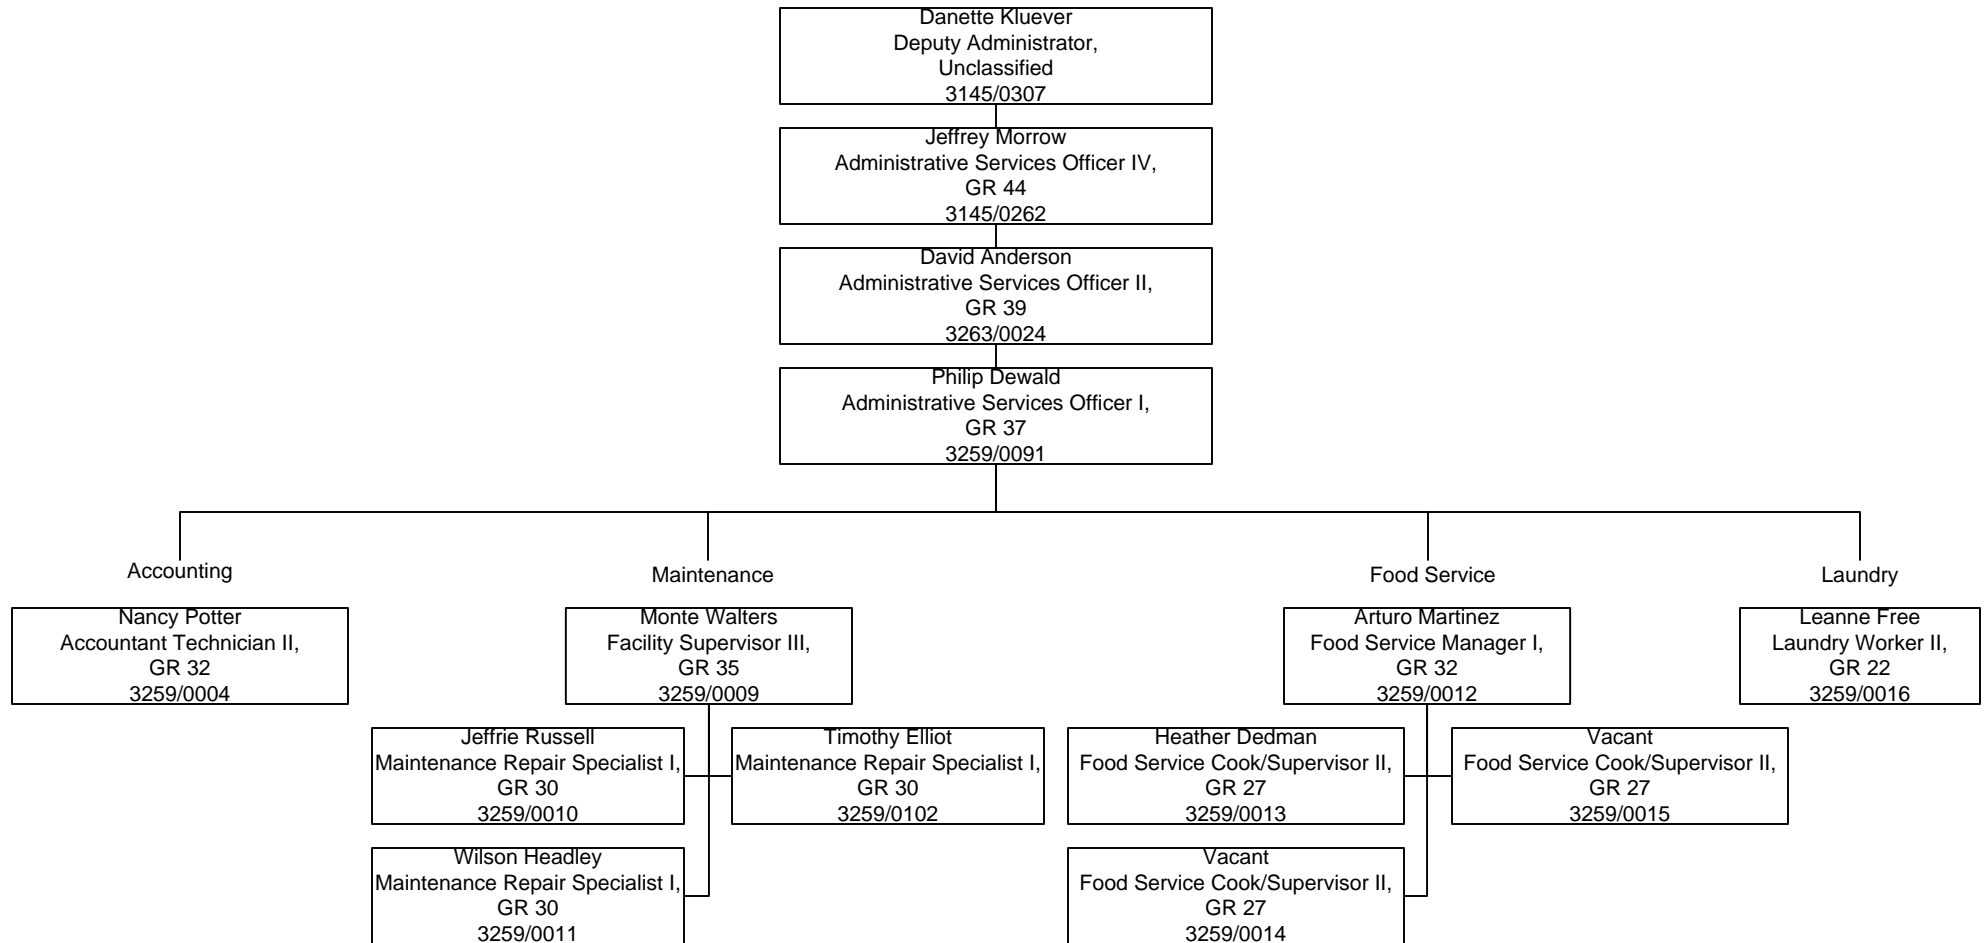 Danette Kluever
Deputy Administrator,
Unclassified
3145/0307
Jeffrey Morrow
Administrative Services Officer IV,
GR 44
3145/0262
David Anderson
Administrative Services Officer II,
GR 39
3263/0024
Philip Dewald
Administrative Services Officer I,
GR 37
3259/0091
Accounting
Nancy Potter
Accountant Technician II,
GR 32
3259/0004
Maintenance
Monte Walters
Facility Supervisor III,
GR 35
3259/0009
Jeffrie Russell
Maintenance Repair Specialist I,
GR 30
3259/0010
Timothy Elliot
Maintenance Repair Specialist I,
GR 30
3259/0102
Wilson Headley
Maintenance Repair Specialist I,
GR 30
3259/0011
Food Service
Arturo Martinez
Food Service Manager I,
GR 32
3259/0012
Heather Dedman
Food Service Cook/Supervisor II,
GR 27
3259/0013
Vacant
Food Service Cook/Supervisor II,
GR 27
3259/0015
Vacant
Food Service Cook/Supervisor II,
GR 27
3259/0014
Laundry
Leanne Free
Laundry Worker II,
GR 22
3259/0016